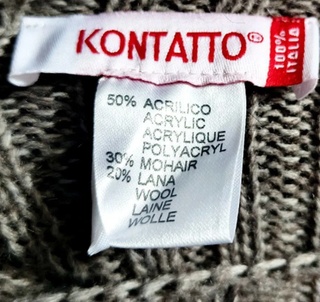 KONTATTO®
100%
ITALIA
50% ACRILICO
ACRYLIC
ACRYLIQUE
POLYACRYL
30% MOHAIR
20% LANA
WOOL
LAINE
WOLLE